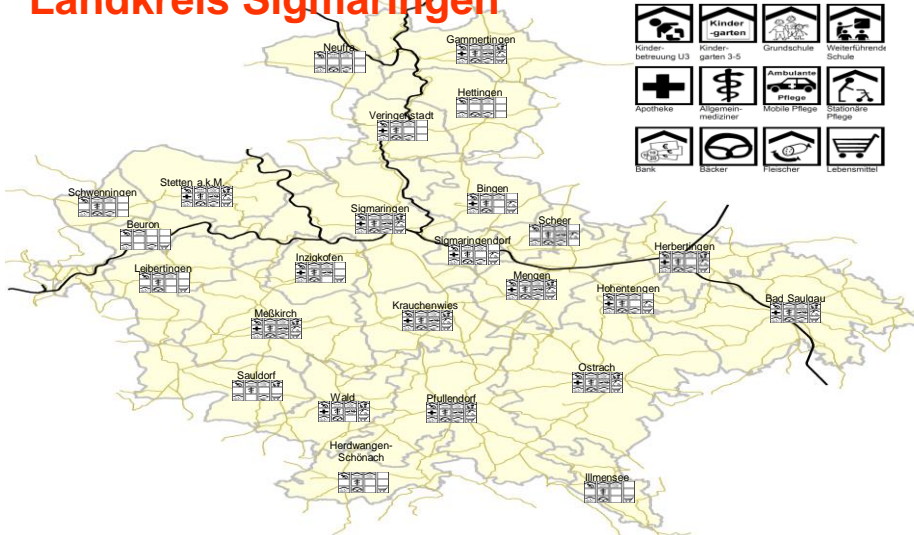 Landkreis Sigmaringen
Kinder-
betreuung U3
Kinder
-garten
Kinder-
garten 3-5
Grundschule
Weiterführende
Schule
Apotheke
Allgemein-
mediziner
Ambulante
Pflege
Mobile Pflege
Stationäre
Pflege
€
Bank
Bäcker
Fleischer
Lebensmittel
Neufra
Gammertingen
Hettingen
Veringenstadt
Stetten a.k.M.
Schwenningen
Bingen
Sigmaringen
Scheer
Beuron
Sigmaringendorf
Herbertingen
Inzigkofen
Leibertingen
Mengen
Hohentengen
Bad Saulgau
Krauchenwies
Meßkirch
Ostrach
Sauldorf
Wald
Pfullendorf
Herdwangen-
Schönach
Illmensee